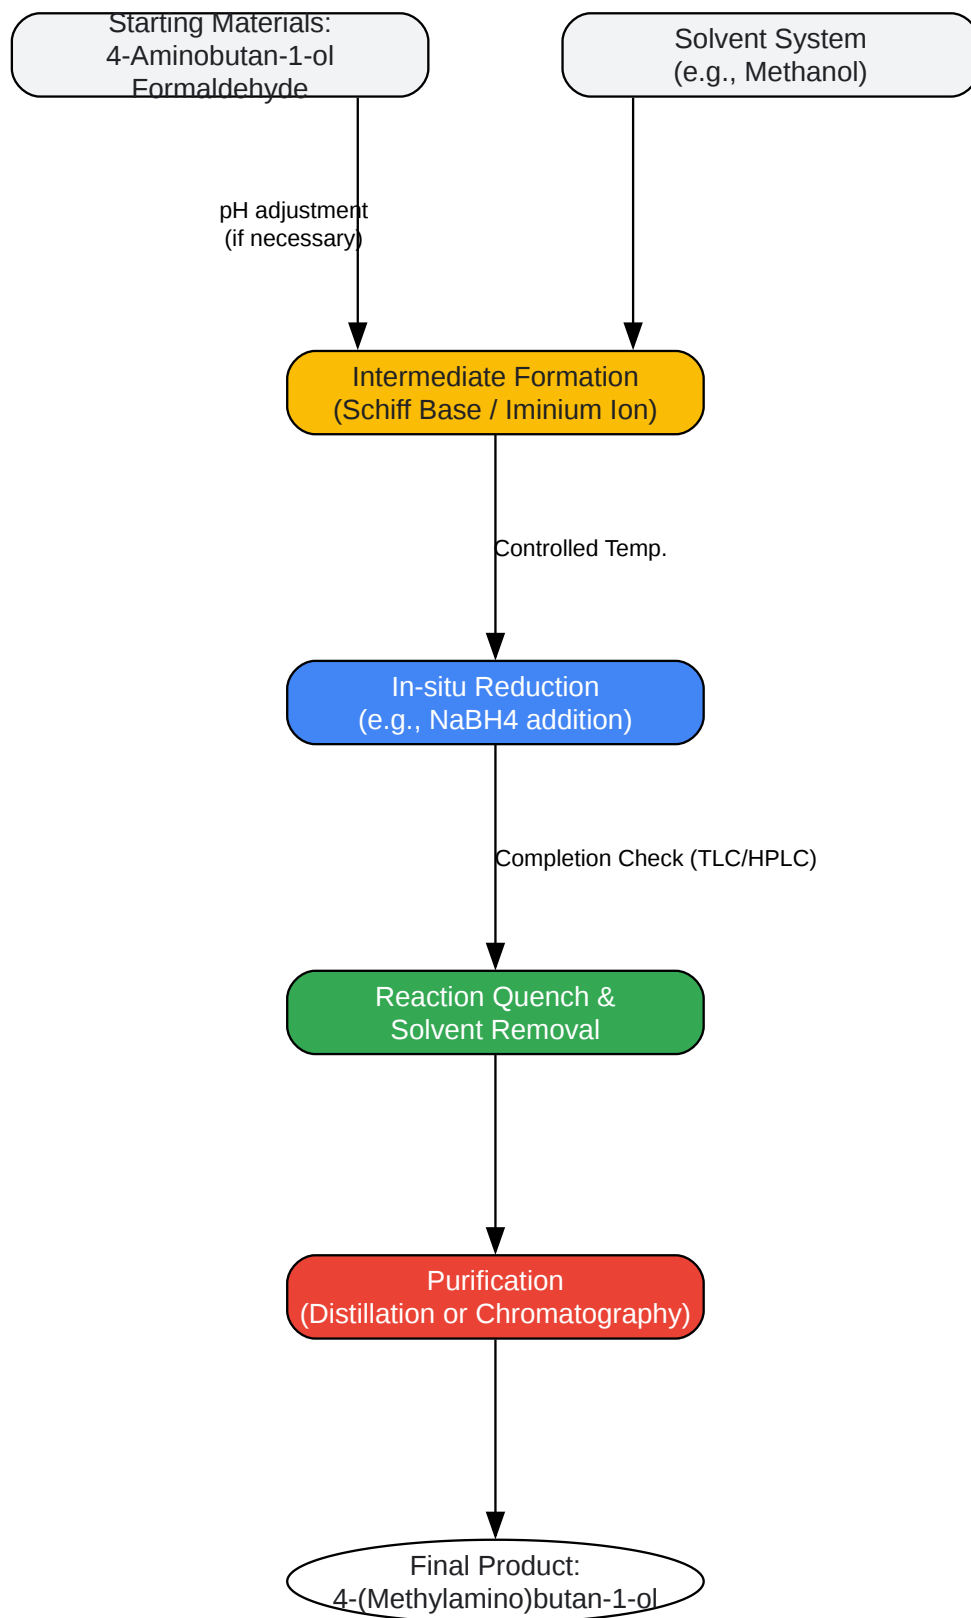 Starting Materials:
4-Aminobutan-1-ol
Formaldehyde
Solvent System
(e.g., Methanol)
pH adjustment
(if necessary)
Intermediate Formation
(Schiff Base / Iminium Ion)
Controlled Temp.
In-situ Reduction
(e.g., NaBH4 addition)
Completion Check (TLC/HPLC)
Reaction Quench &
Solvent Removal
Purification
(Distillation or Chromatography)
Final Product:
4-(Methylamino)butan-1-ol